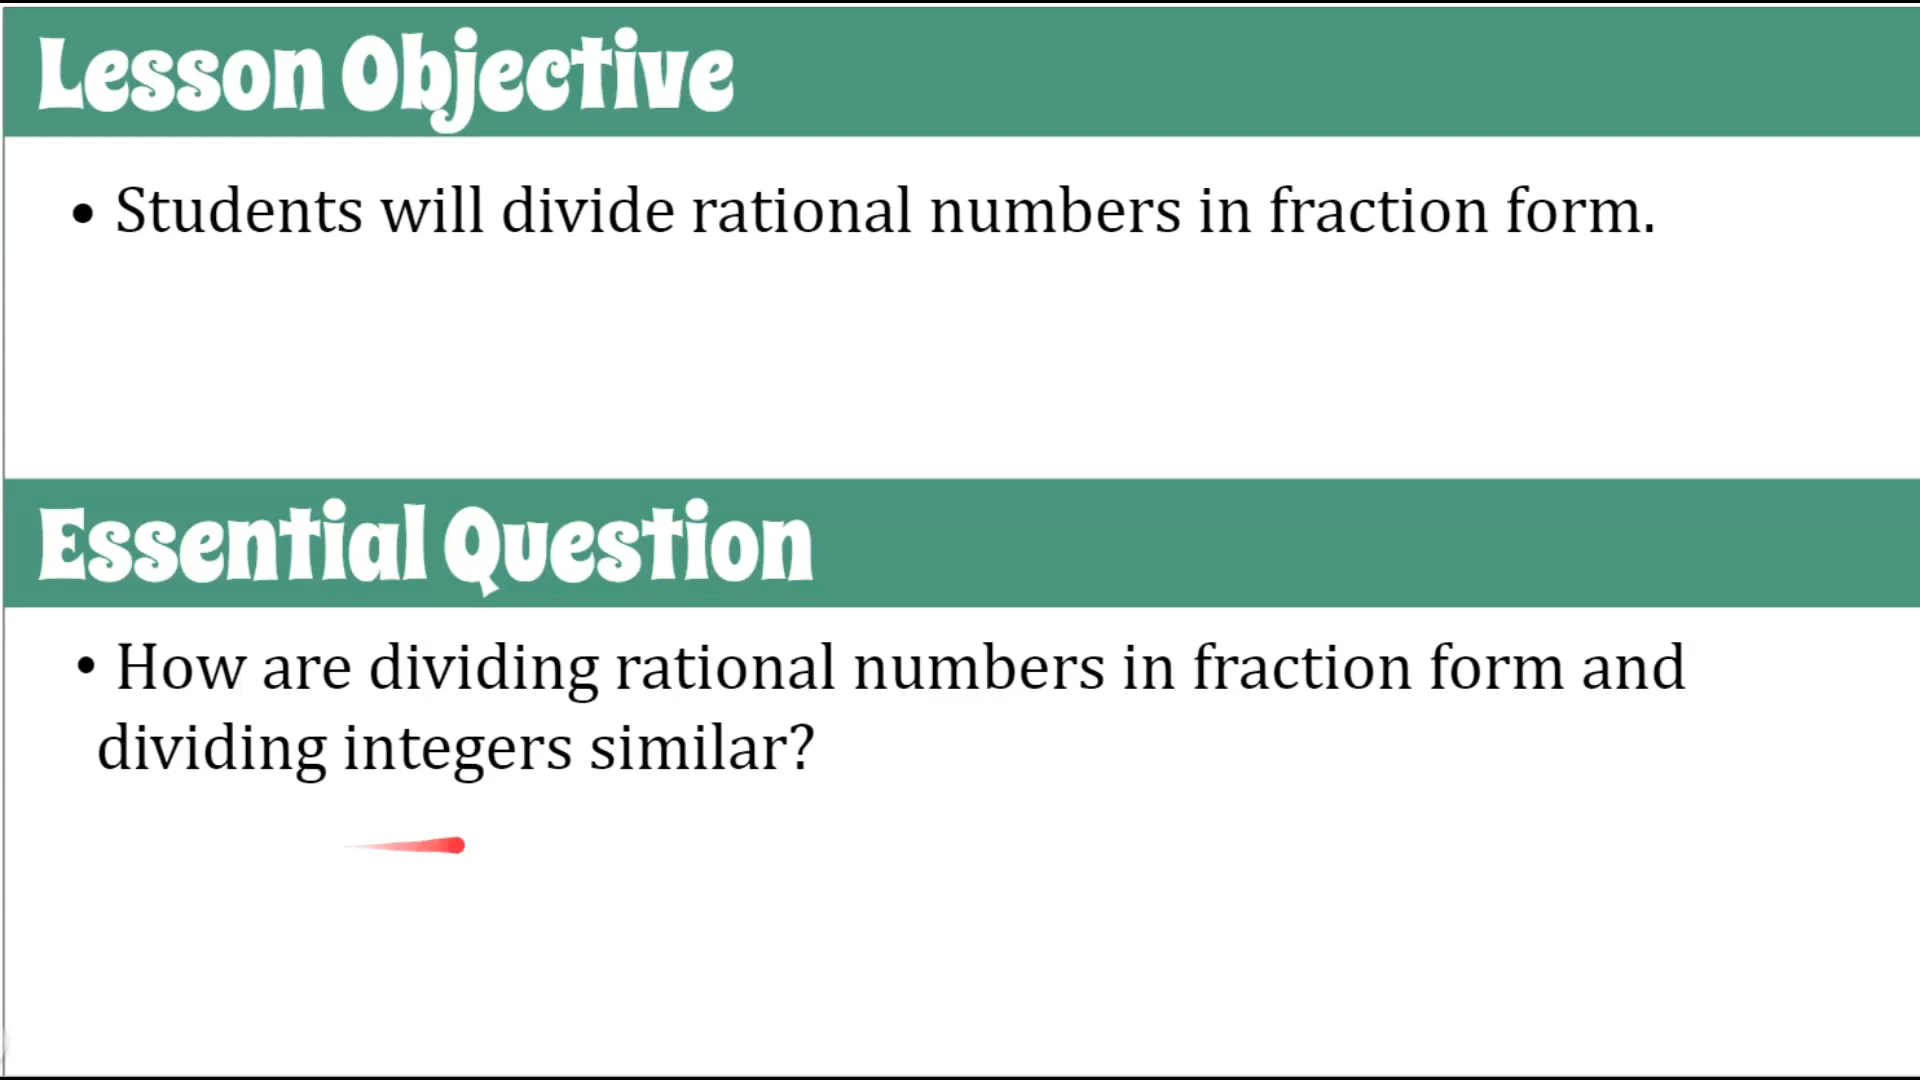 Lesson Objective
• Students will divide rational numbers in fraction form.
Essential Question
• How are dividing rational numbers in fraction form and
dividing integers similar?